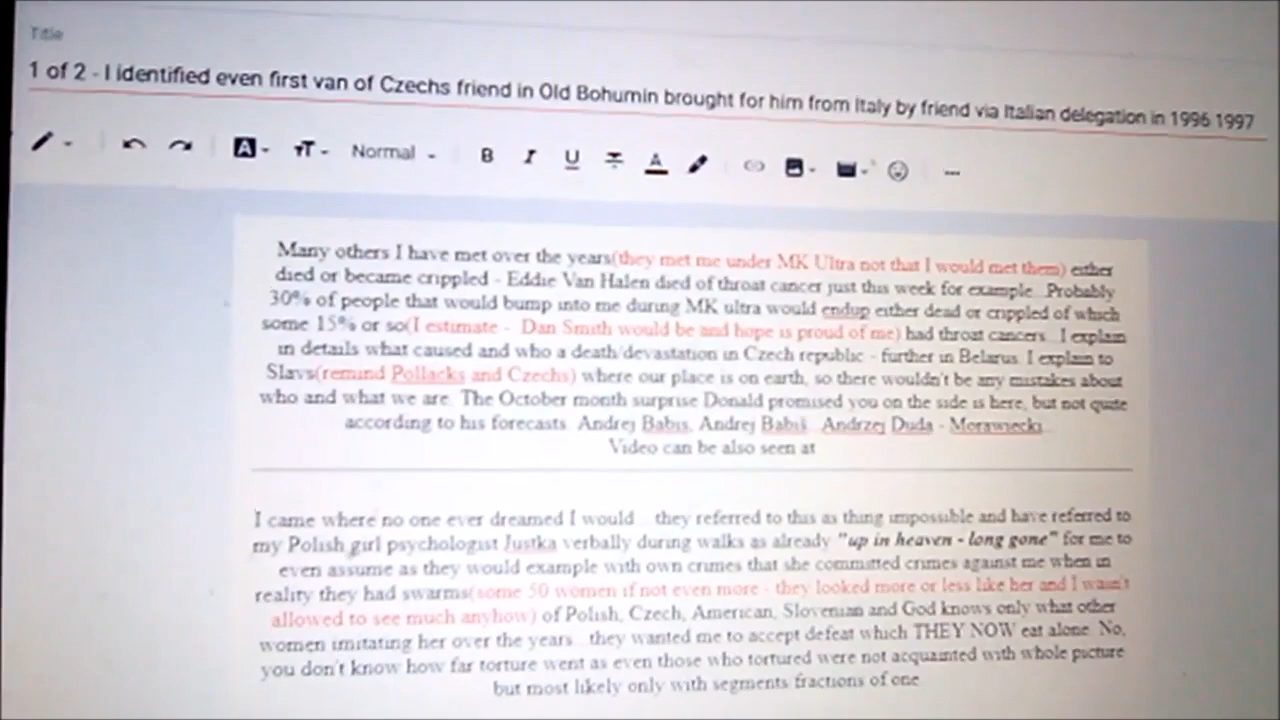 Title
1 of 2 - I identified even first van of Czechs friend in Old Bohumin brought for him from Italy by friend via Italian delegation in 1996 1997
A TT Normal B I U T A ...
Many others I have met over the years(they met me under MK Ultra not that I would met them) either
died or became crippled - Eddie Van Halen died of throat cancer just this week for example...Probably
30% of people that would bump into me during MK ultra would endup either dead or crippled of which
some 15% or so(I estimate - Dan Smith would be and hope is proud of me) had throat cancers...I explain
in details what caused and who a death/devastation in Czech republic - further in Belarus. I explain to
Slavs(remind Pollacks and Czechs) where our place is on earth, so there wouldn't be any mistakes about
who and what we are. The October month surprise Donald promised you on the side is here, but not quite
according to his forecasts. Andrej Babis, Andrej Babiš...Andrzej Duda - Morawiecki...
Video can be also seen at
I came where no one ever dreamed I would....they referred to this as thing impossible and have referred to
my Polish girl psychologist Justka verbally during walks as already "up in heaven - long gone" for me to
even assume as they would example with own crimes that she committed crimes against me when in
reality they had swarms(some 50 women if not even more - they looked more or less like her and I wasn't
allowed to see much anyhow) of Polish, Czech, American, Slovenian and God knows only what other
women imitating her over the years...they wanted me to accept defeat which THEY NOW eat alone. No,
you don't know how far torture went as even those who tortured were not acquainted with whole picture
but most likely only with segments fractions of one